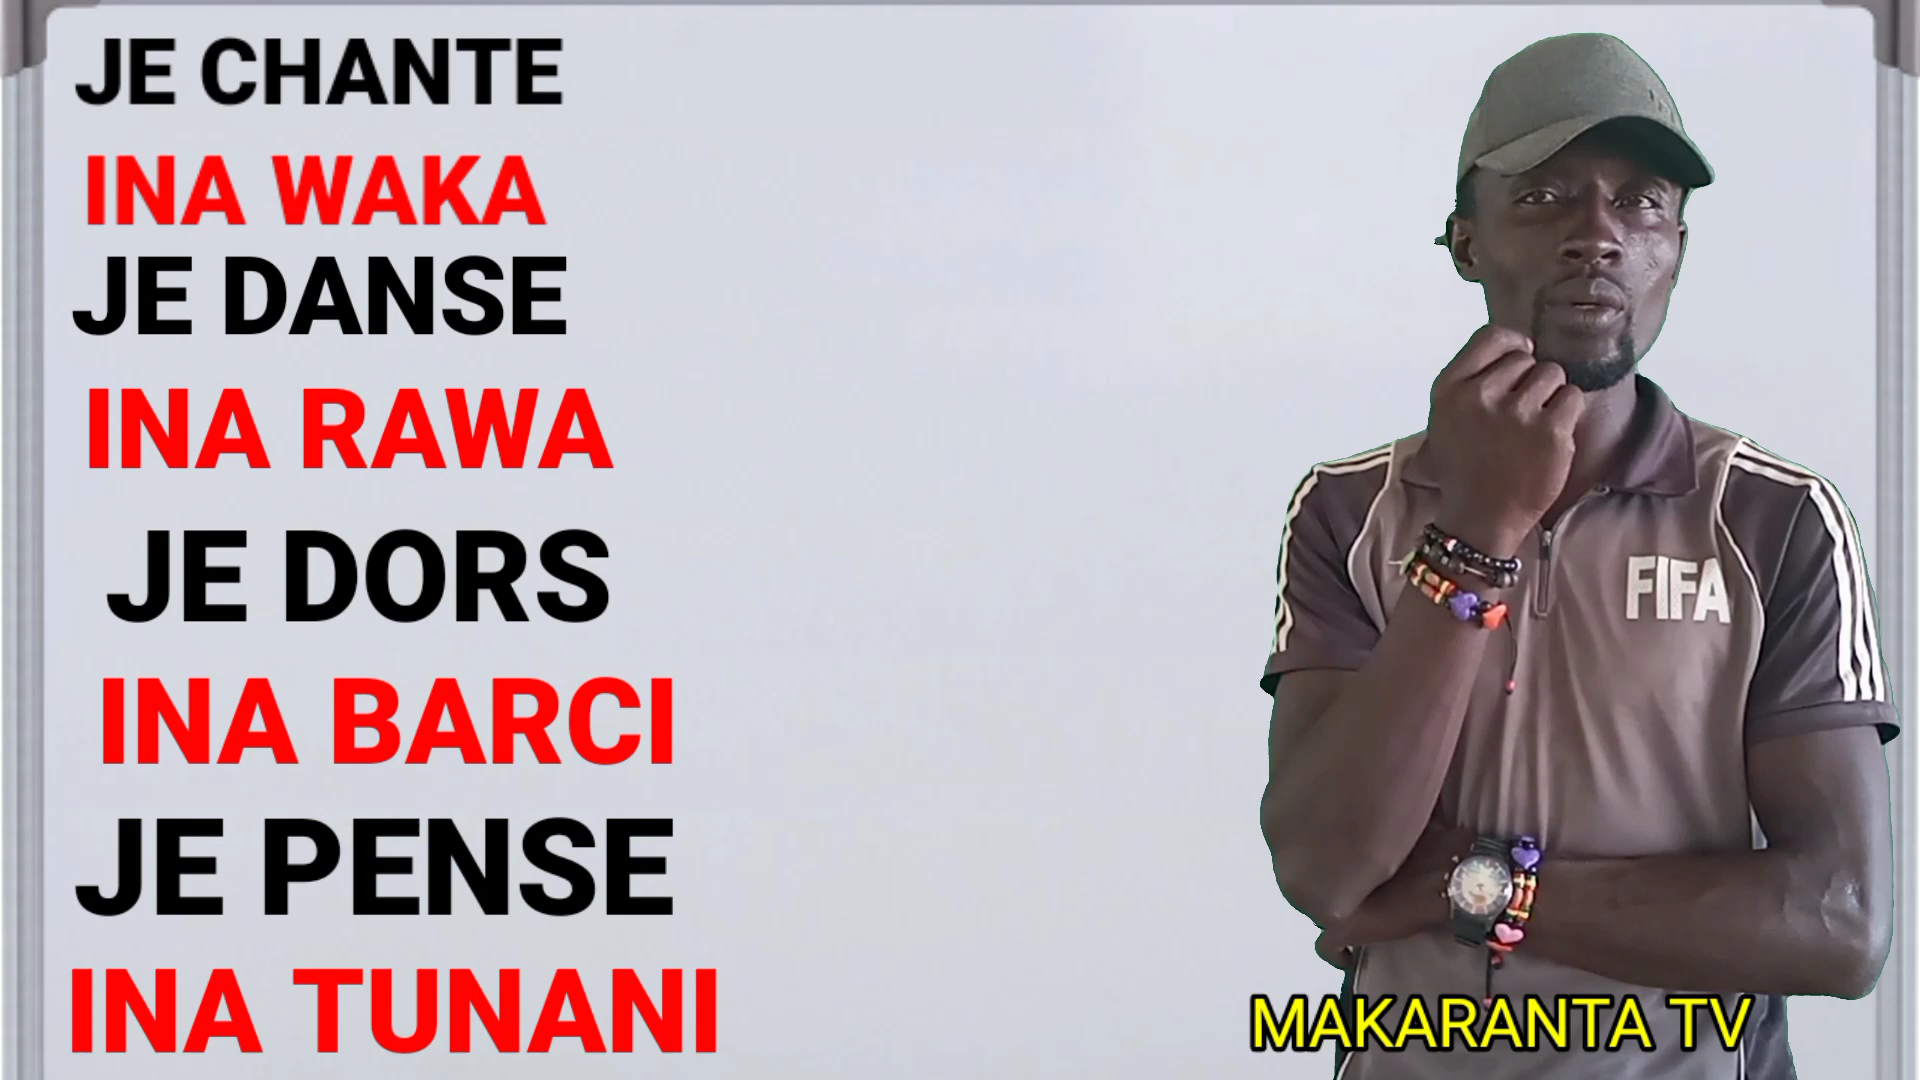 JE CHANTE
INA WAKA
JE DANSE
INA RAWA
JE DORS
INA BARCI
JE PENSE
INA TUNANI
FIFA
MAKARANTA TV